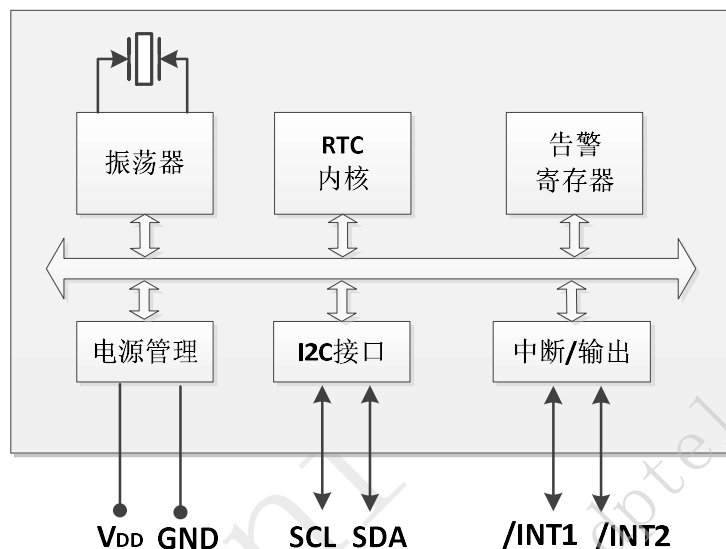 振荡器
RTC
内核
告警
寄存器
电源管理
I2C接口
中断/输出
VDD GND SCL SDA /INT1 /INT2